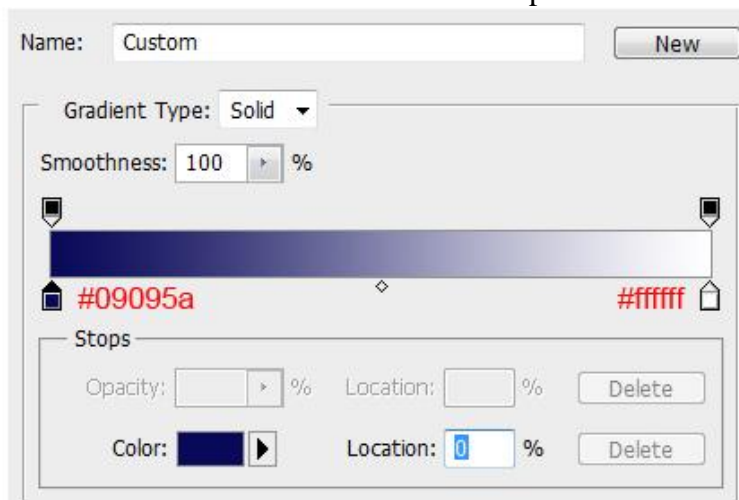 Name: Custom New
Gradient Type: Solid
Smoothness: 100 %
#09095a #ffffff
Stops
Opacity: % Location: % Delete
Color: Location: 0 % Delete